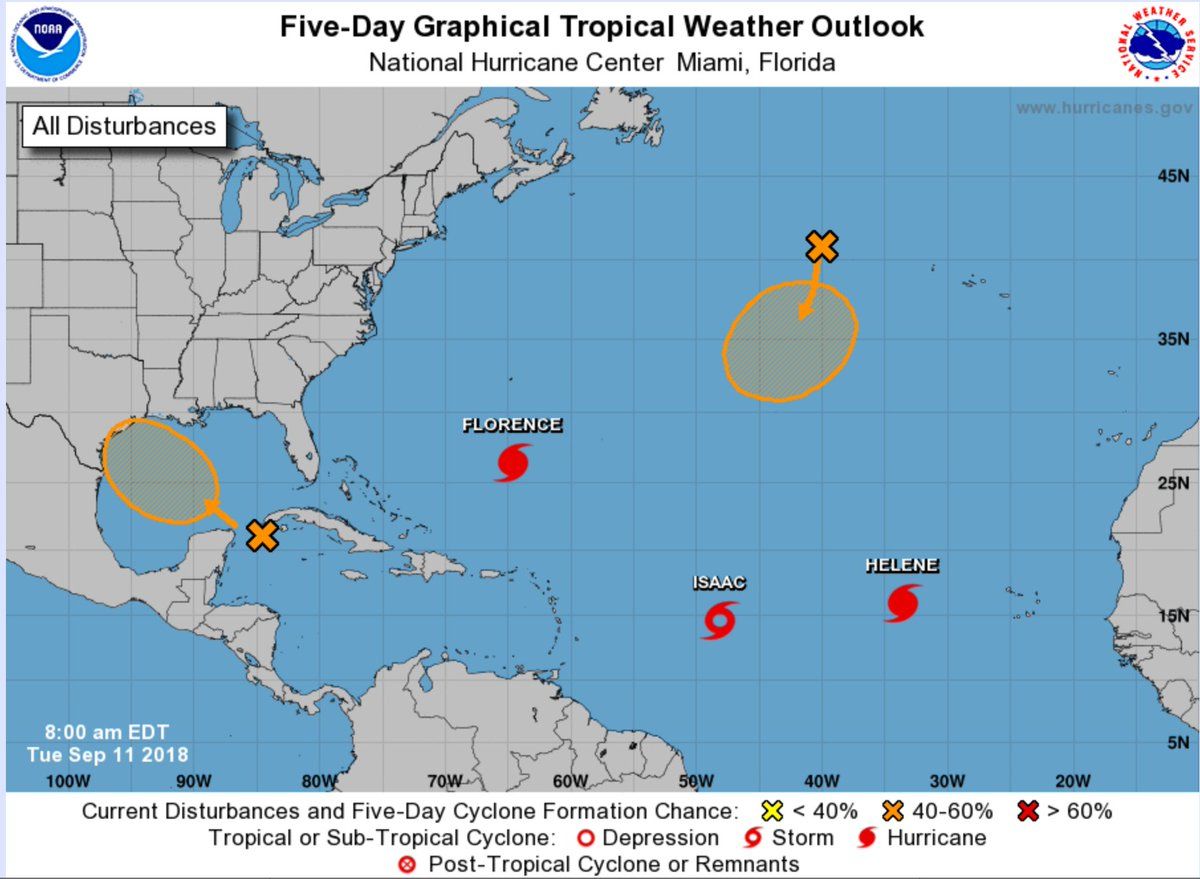 Five-Day Graphical Tropical Weather Outlook
National Hurricane Center Miami, Florida
NOAA
NATIONAL WEATHER SERVICE
All Disturbances
www.hurricanes.gov
45N
35N
FLORENCE
25N
HELENE
ISAAC
15N
8:00 am EDT
Tue Sep 11 2018
5N
100W 90W 80W 70W 60W 50W 40W 30W 20W
Current Disturbances and Five-Day Cyclone Formation Chance: < 40% 40-60% > 60%
Tropical or Sub-Tropical Cyclone: Depression Storm Hurricane
Post-Tropical Cyclone or Remnants